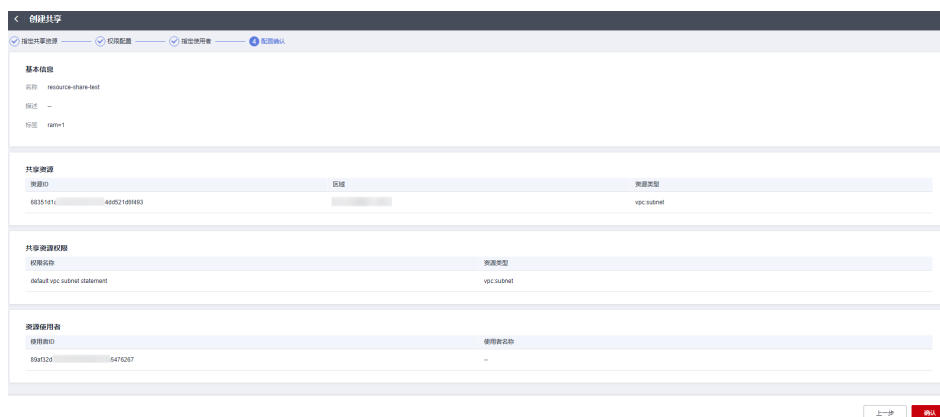 < 创建共享
指定共享资源 权限配置 指定使用者 4 配置确认
基本信息
名称 resource-share-test
描述 --
标签 ram=1
共享资源
资源ID 区域 资源类型
68351d1c 4dd521d6f493 vpc:subnet
共享资源权限
权限名称 资源类型
default vpc subnet statement vpc:subnet
资源使用者
使用者ID 使用者名称
89af32d 5476267 --
上一步 确认